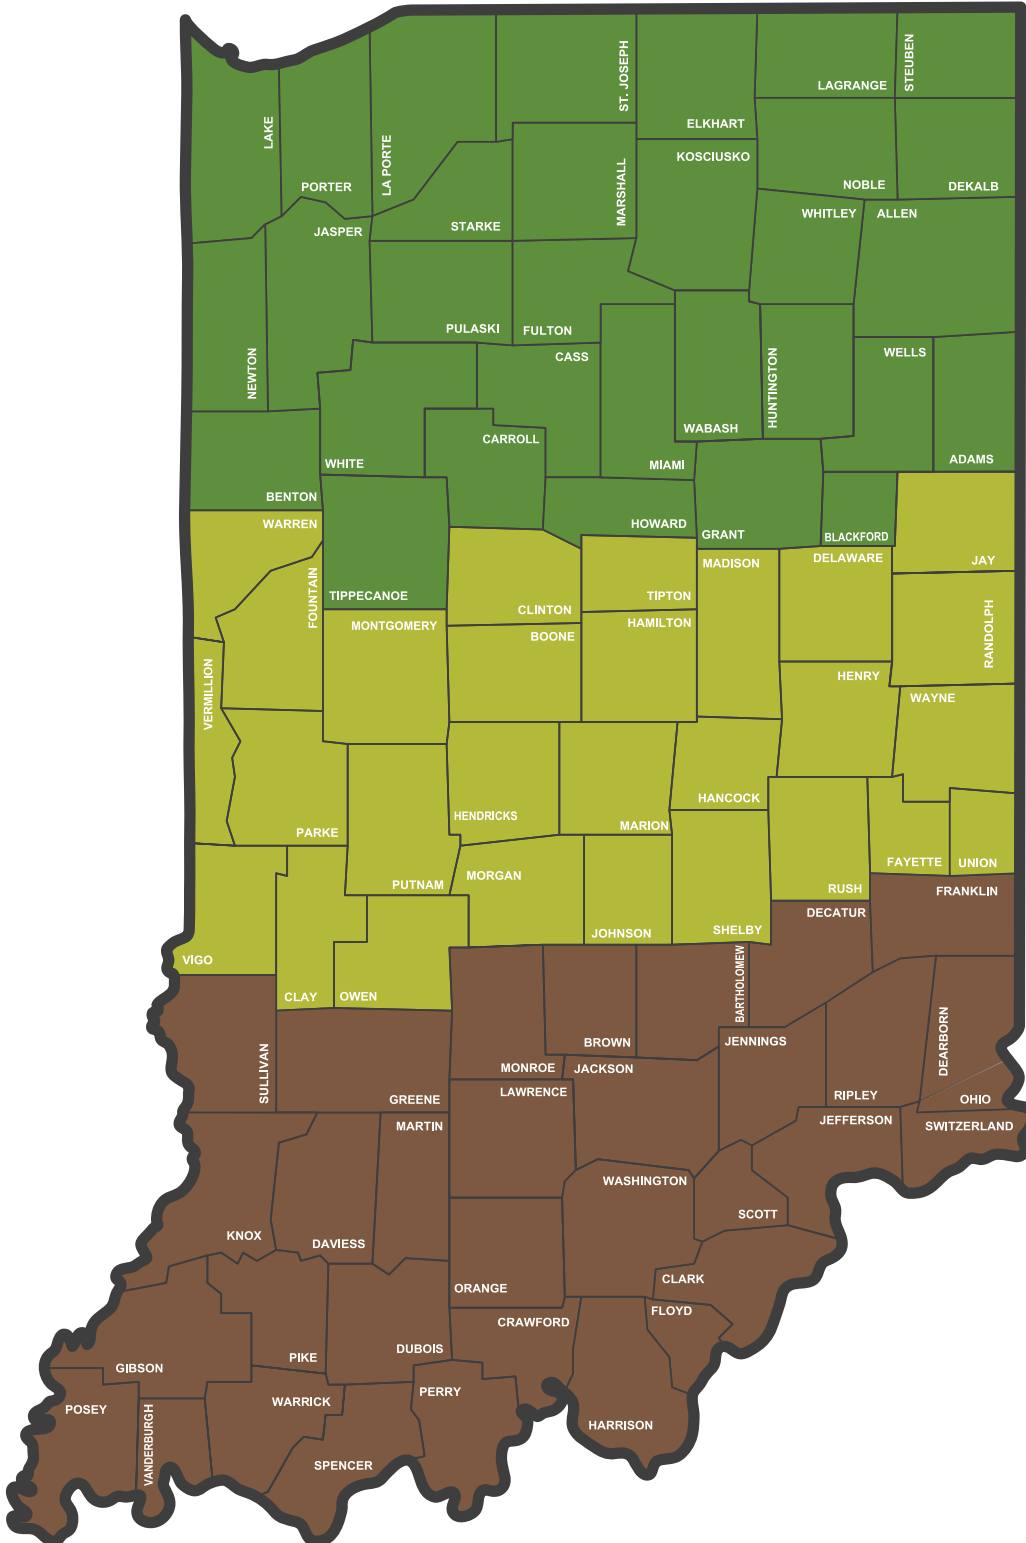 LAGRANGE
STEUBEN
ST. JOSEPH
LAKE
LA PORTE
ELKHART
KOSCIUSKO
PORTER
MARSHALL
NOBLE
DEKALB
JASPER
STARKE
WHITLEY
ALLEN
NEWTON
PULASKI
FULTON
CASS
HUNTINGTON
WELLS
WABASH
CARROLL
WHITE
MIAMI
ADAMS
BENTON
WARREN
HOWARD
GRANT
BLACKFORD
FOUNTAIN
TIPPECANOE
CLINTON
TIPTON
MADISON
DELAWARE
JAY
MONTGOMERY
BOONE
HAMILTON
RANDOLPH
VERMILLION
HENRY
WAYNE
PARKE
HENDRICKS
MARION
HANCOCK
PUTNAM
MORGAN
RUSH
FAYETTE
UNION
FRANKLIN
VIGO
JOHNSON
SHELBY
DECATUR
CLAY
OWEN
BARTHOLOMEW
SULLIVAN
BROWN
JENNINGS
DEARBORN
MONROE
JACKSON
GREENE
LAWRENCE
RIPLEY
OHIO
MARTIN
JEFFERSON
SWITZERLAND
WASHINGTON
KNOX
DAVIESS
SCOTT
ORANGE
CLARK
CRAWFORD
FLOYD
GIBSON
PIKE
DUBOIS
POSEY
VANDERBURGH
WARRICK
PERRY
HARRISON
SPENCER